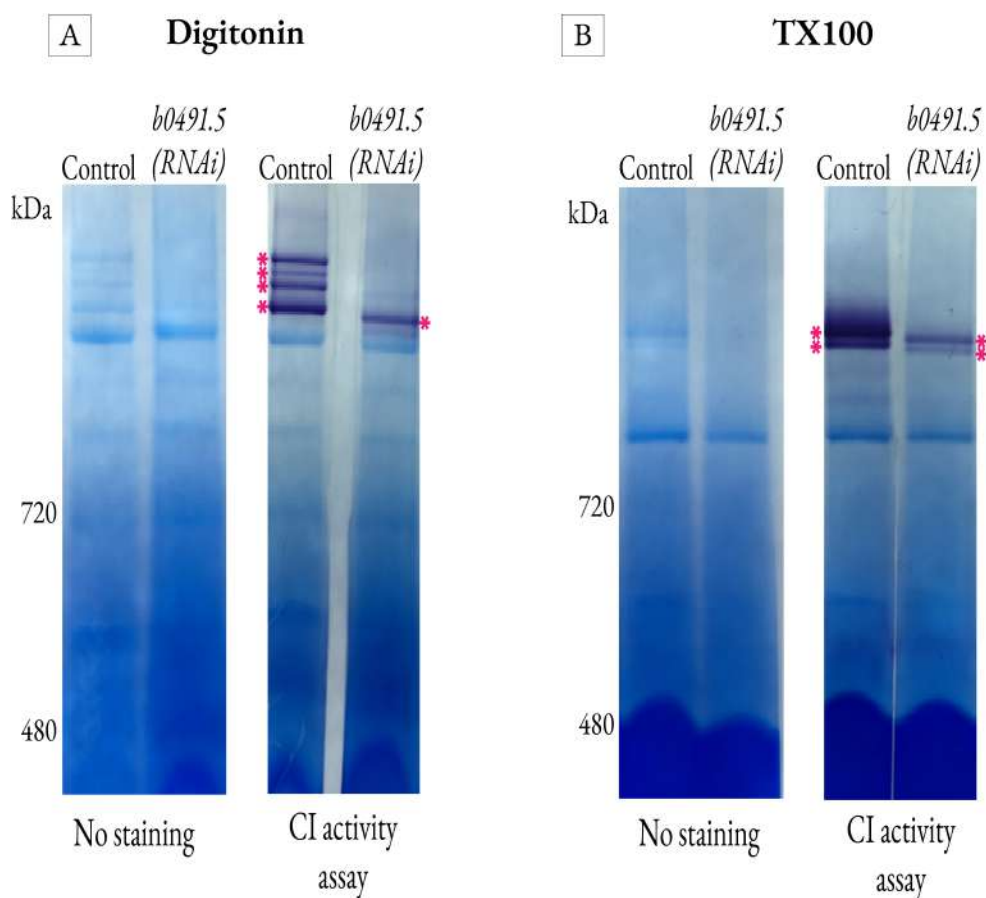 A
Digitonin
b0491.5
Control
(RNAi)
b0491.5
Control
(RNAi)
kDa
*
*
*
*
*
720
480
No staining
CI activity
assay
B
TX100
b0491.5
Control
(RNAi)
b0491.5
Control
(RNAi)
kDa
*
*
*
*
720
480
No staining
CI activity
assay